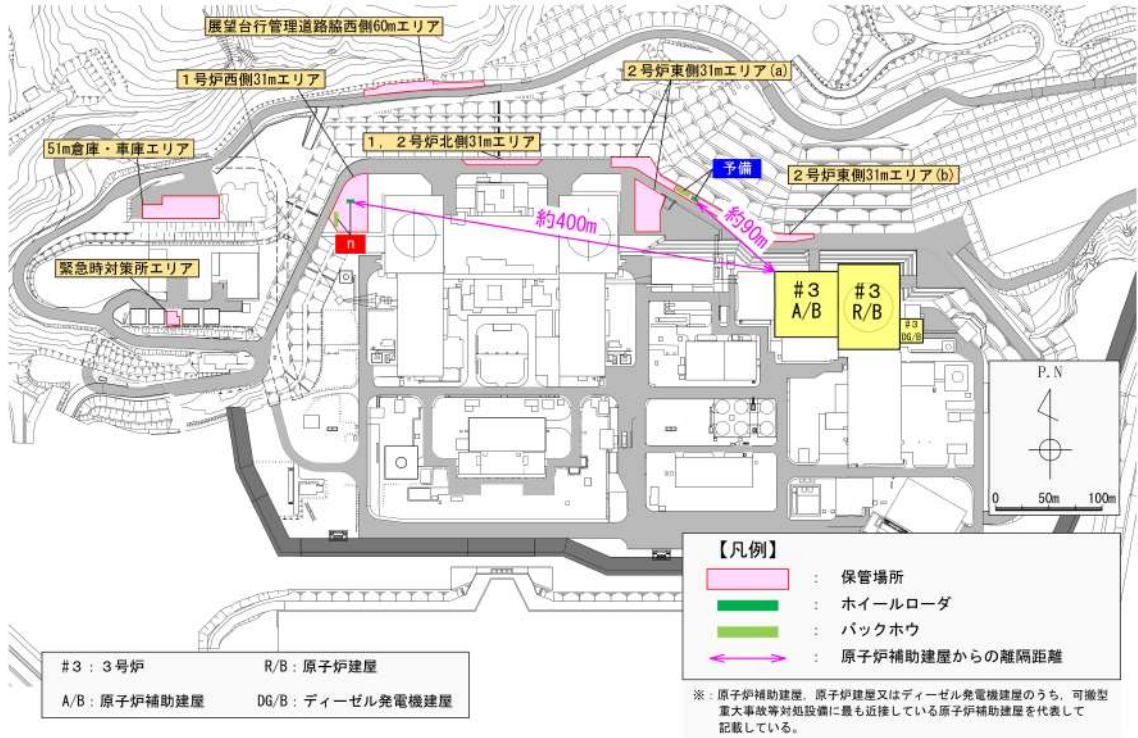 展望台行管理道路脇西側60mエリア
1号炉西側31mエリア
2号炉東側31mエリア(a)
51m倉庫・車庫エリア
1,2号炉北側31mエリア
予備
2号炉東側31mエリア(b)
約400m
約90m
n
緊急時対策所エリア
#3
A/B
#3
R/B
#3
DG/B
P.N
0 50m 100m
【凡例】
: 保管場所
: ホイールローダ
: バックホウ
: 原子炉補助建屋からの離隔距離
#3：3号炉 R/B：原子炉建屋
A/B：原子炉補助建屋 DG/B：ディーゼル発電機建屋
※：原子炉補助建屋，原子炉建屋又はディーゼル発電機建屋のうち，可搬型
重大事故等対処設備に最も近接している原子炉補助建屋を代表して
記載している。